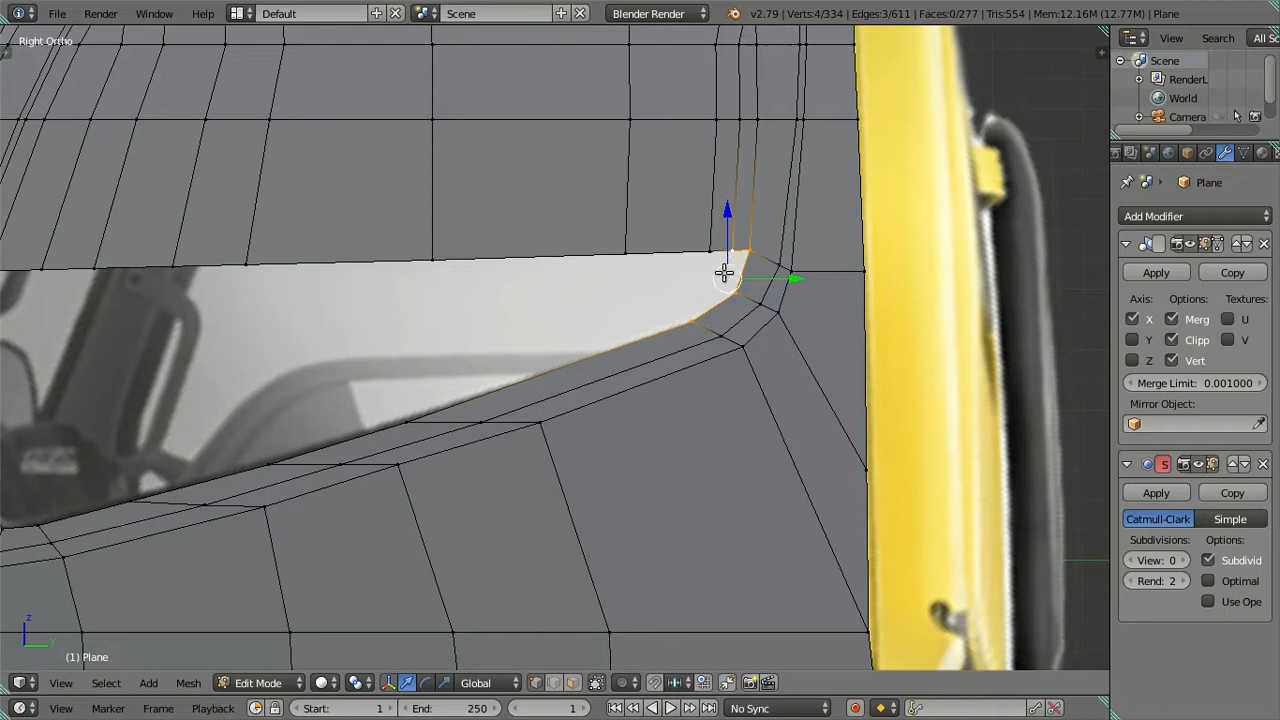 File Render Window Help Default Scene Blender Render v2.79 | Verts:4/334 | Edges:3/611 | Faces:0/277 | Tris:554 | Mem:12.16M (12.77M) | Plane
Right Ortho
View Search All Sc
Scene
RenderL
World
Camera
Plane
Add Modifier
Apply Copy
Axis: Options: Textures:
X Merg U
Y Clipp V
Z Vert
Merge Limit: 0.001000
Mirror Object:
S
Apply Copy
Catmull-Clark Simple
Subdivisions: Options:
View: 0 Subdivid
Rend: 2 Optimal
Use Ope
z
y
(1) Plane
View Select Add Mesh Edit Mode Global
View Marker Frame Playback Start: 1 End: 250 1 No Sync